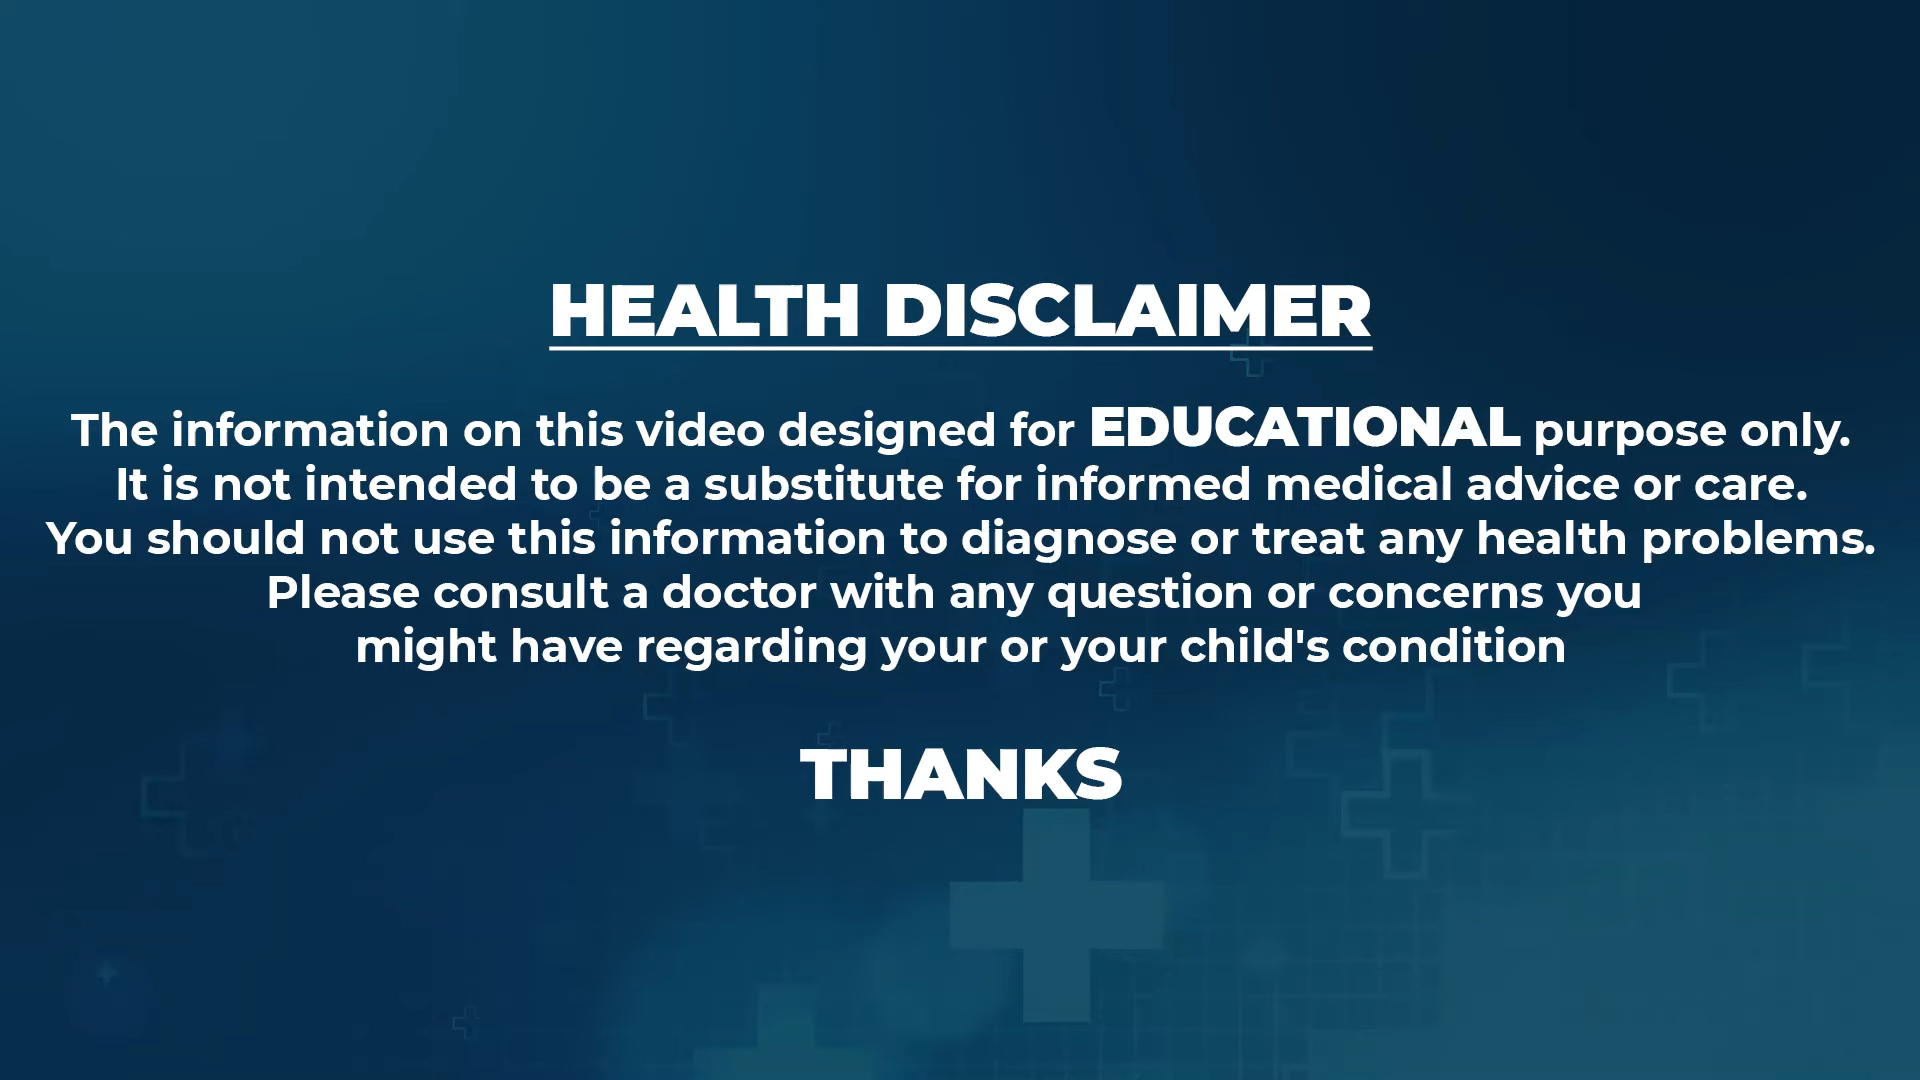 HEALTH DISCLAIMER
The information on this video designed for EDUCATIONAL purpose only.
It is not intended to be a substitute for informed medical advice or care.
You should not use this information to diagnose or treat any health problems.
Please consult a doctor with any question or concerns you
might have regarding your or your child's condition
THANKS